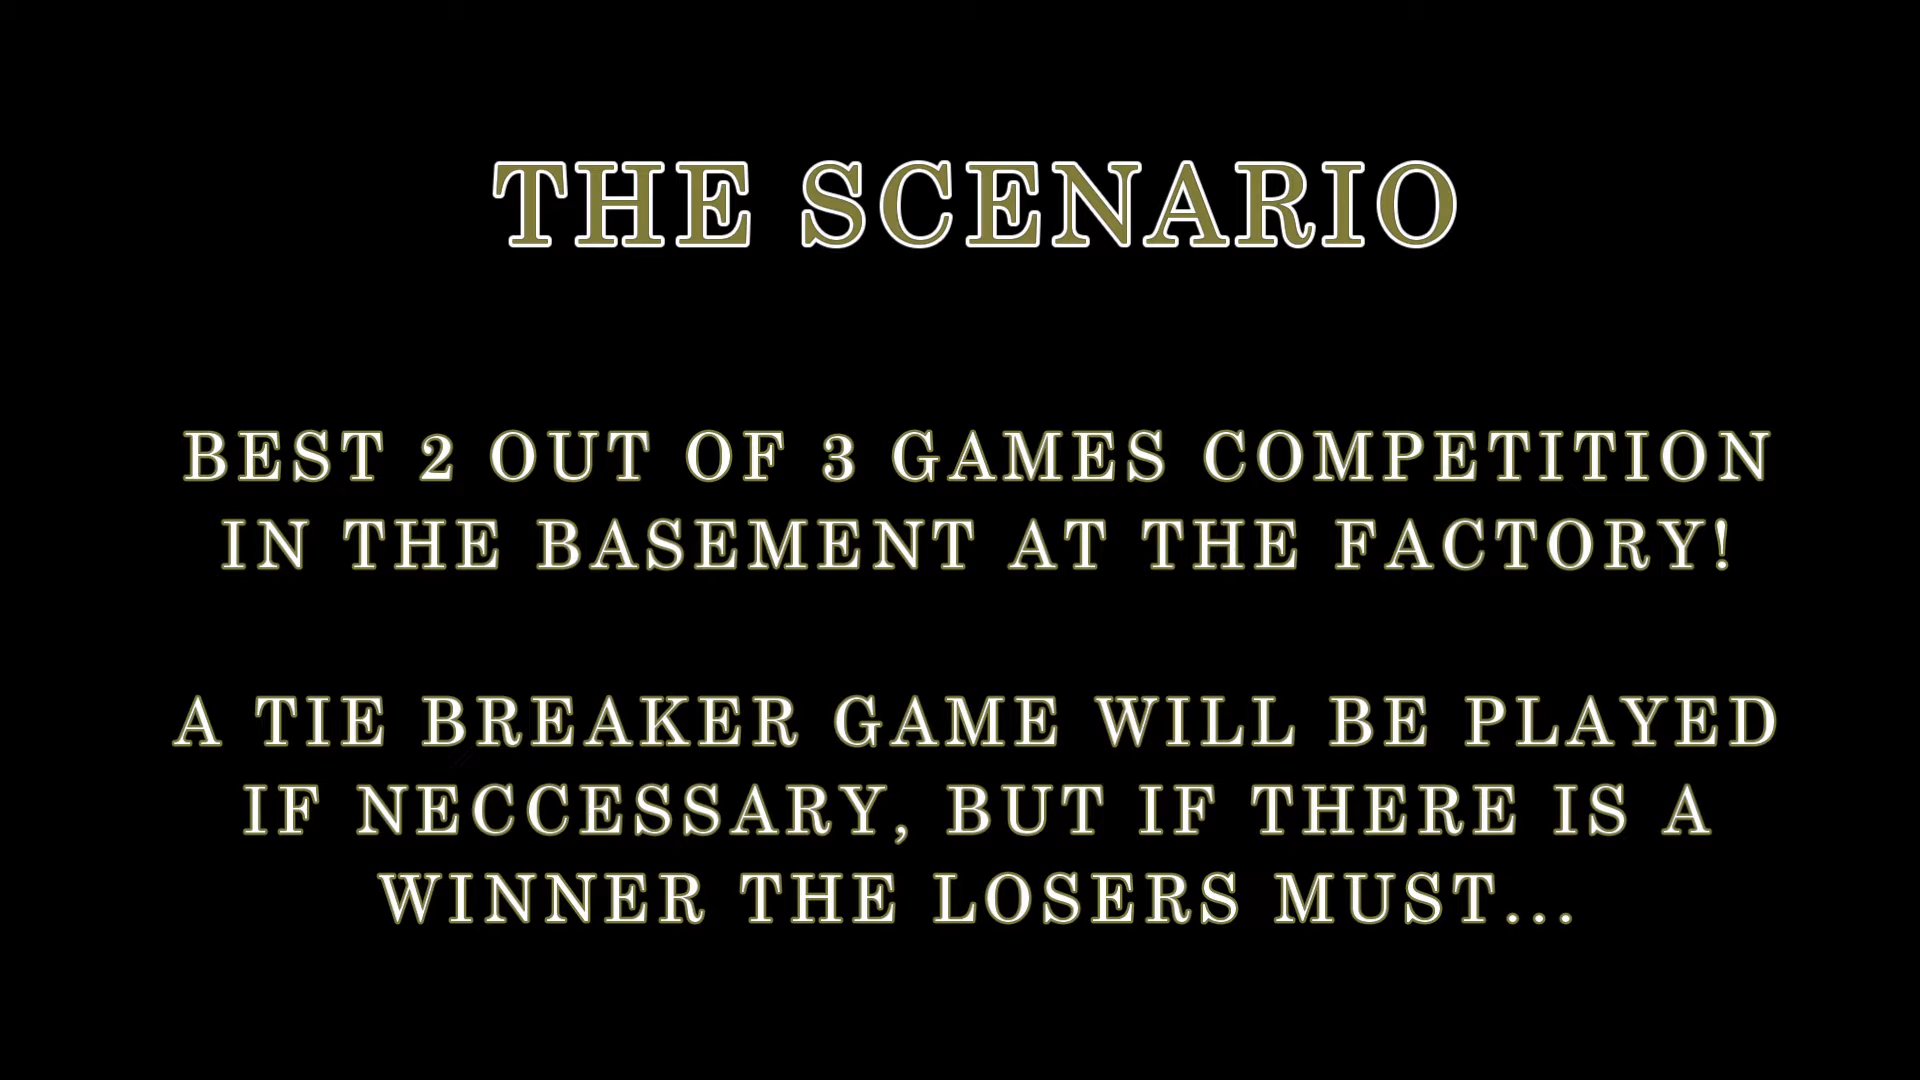 THE SCENARIO
BEST 2 OUT OF 3 GAMES COMPETITION
IN THE BASEMENT AT THE FACTORY!
A TIE BREAKER GAME WILL BE PLAYED
IF NECCESSARY, BUT IF THERE IS A
WINNER THE LOSERS MUST...